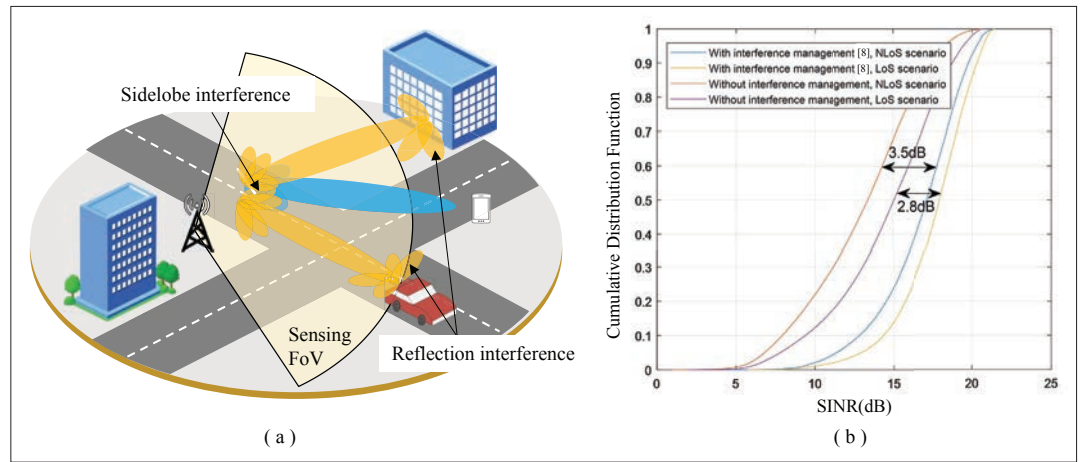 Sidelobe interference
Sensing
FoV
Reflection interference
( a )
With interference management [8], NLoS scenario
With interference management [8], LoS scenario
Without interference management, NLoS scenario
Without interference management, LoS scenario
3.5dB
2.8dB
Cumulative Distribution Function
1
0.9
0.8
0.7
0.6
0.5
0.4
0.3
0.2
0.1
0
0 5 10 15 20 25
SINR(dB)
( b )